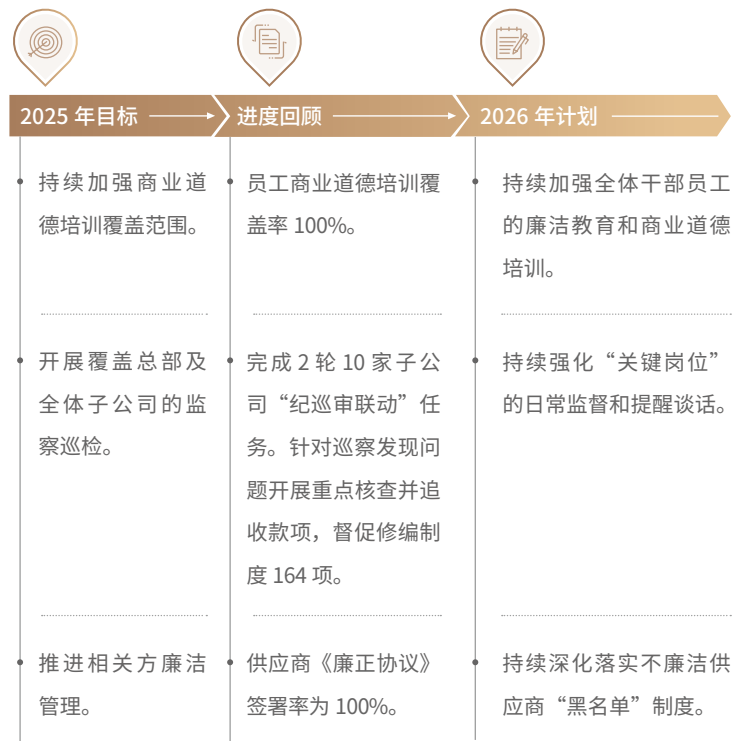 2025 年目标
进度回顾
2026 年计划
持续加强商业道
德培训覆盖范围。
员工商业道德培训覆
盖率 100%。
持续加强全体干部员工
的廉洁教育和商业道德
培训。
开展覆盖总部及
全体子公司的监
察巡检。
完成 2 轮 10 家子公
司“纪巡审联动”任
务。针对巡察发现问
题开展重点核查并追
收款项，督促修编制
度 164 项。
持续强化“关键岗位”
的日常监督和提醒谈话。
推进相关方廉洁
管理。
供应商《廉正协议》
签署率为 100%。
持续深化落实不廉洁供
应商“黑名单”制度。